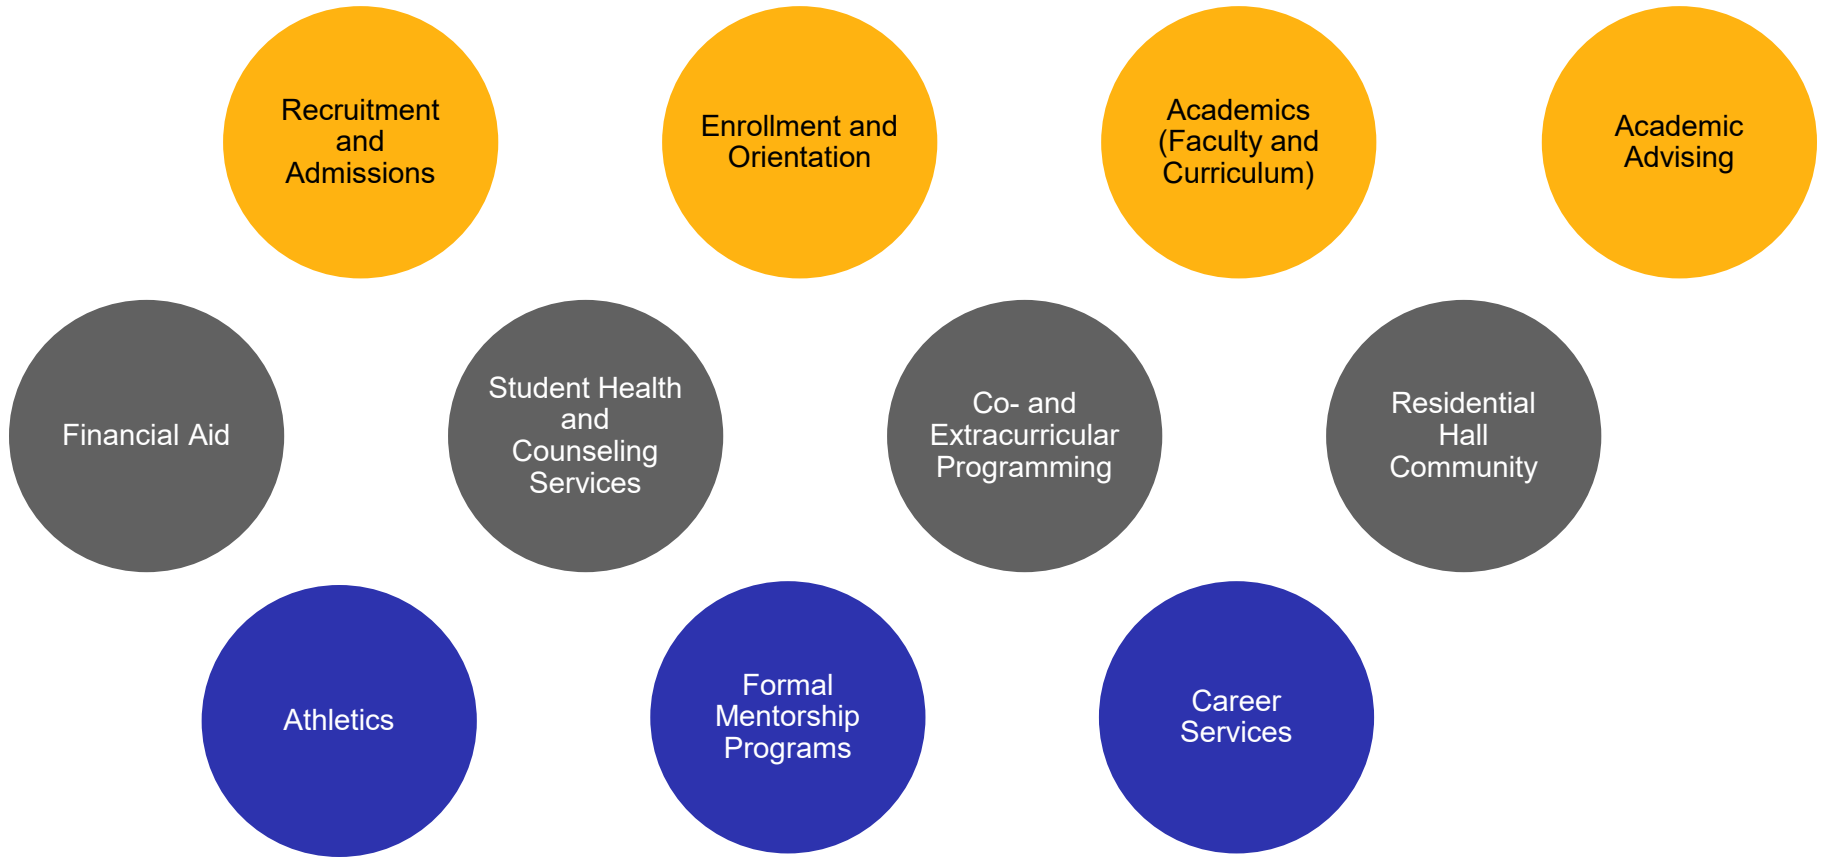 Recruitment
and
Admissions
Enrollment and
Orientation
Academics
(Faculty and
Curriculum)
Academic
Advising
Financial Aid
Student Health
and
Counseling
Services
Co- and
Extracurricular
Programming
Residential
Hall
Community
Athletics
Formal
Mentorship
Programs
Career
Services